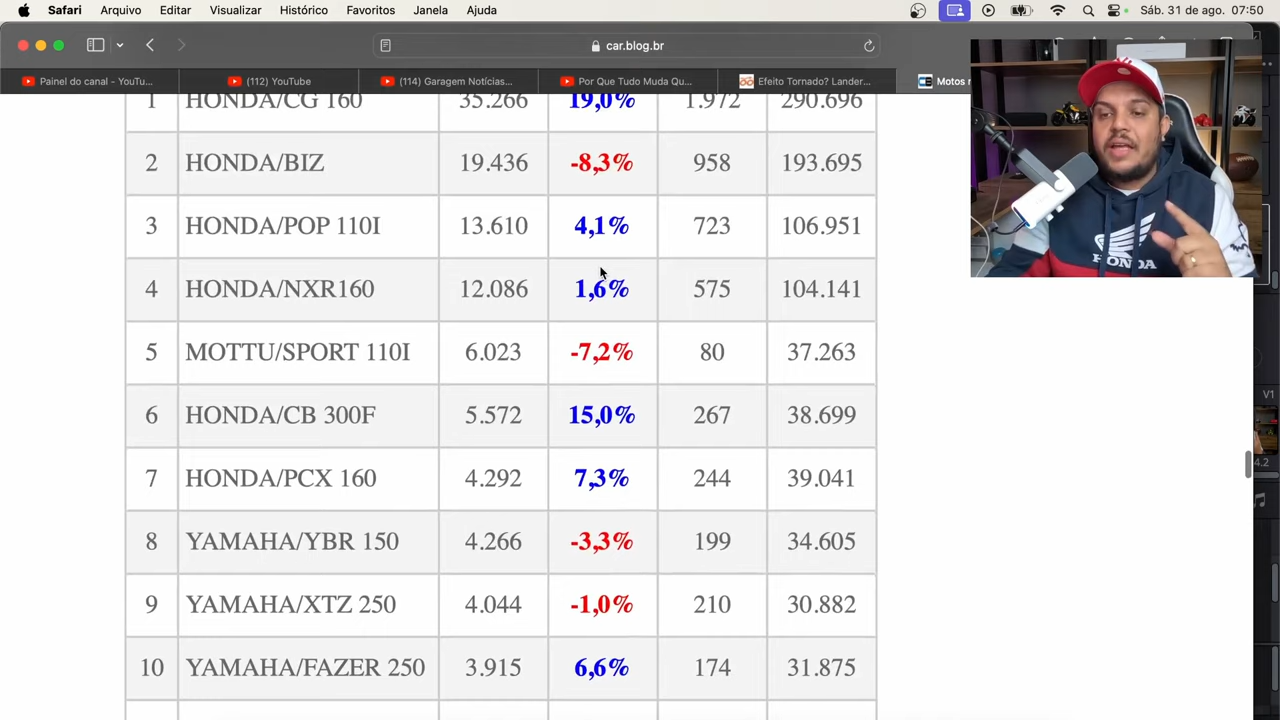 Safari Arquivo Editar Visualizar Histórico Favoritos Janela Ajuda Sáb. 31 de ago. 07:50
car.blog.br
Painel do canal - YouTu... (112) YouTube (114) Garagem Notícias... Por Que Tudo Muda Qu... Efeito Tornado? Lander... Motos
1 HONDA/CG 160 35.266 19,0% 1.972 290.696
2 HONDA/BIZ 19.436 -8,3% 958 193.695
3 HONDA/POP 110I 13.610 4,1% 723 106.951
4 HONDA/NXR160 12.086 1,6% 575 104.141
5 MOTTU/SPORT 110I 6.023 -7,2% 80 37.263
6 HONDA/CB 300F 5.572 15,0% 267 38.699
7 HONDA/PCX 160 4.292 7,3% 244 39.041
8 YAMAHA/YBR 150 4.266 -3,3% 199 34.605
9 YAMAHA/XTZ 250 4.044 -1,0% 210 30.882
10 YAMAHA/FAZER 250 3.915 6,6% 174 31.875
HONDA
V1
4.2